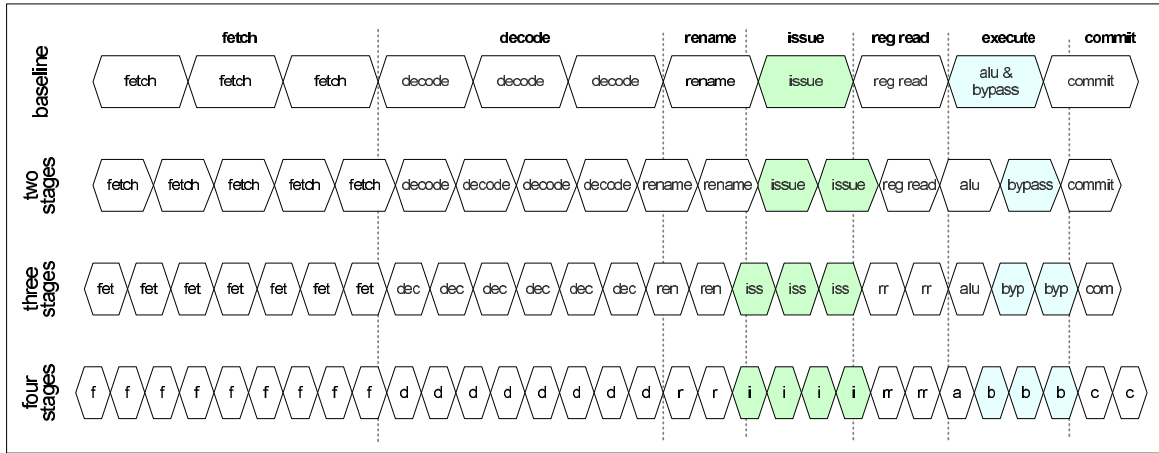 fetch decode rename issue reg read execute commit
baseline
fetch fetch fetch decode decode decode rename issue reg read alu & bypass commit
two
stages
fetch fetch fetch fetch fetch decode decode decode decode rename rename issue issue reg read alu bypass commit
three
stages
fet fet fet fet fet fet fet dec dec dec dec dec dec ren ren iss iss iss rr rr alu byp byp com
four
stages
f f f f f f f f f d d d d d d d d r r i i i i rr rr a b b b c c